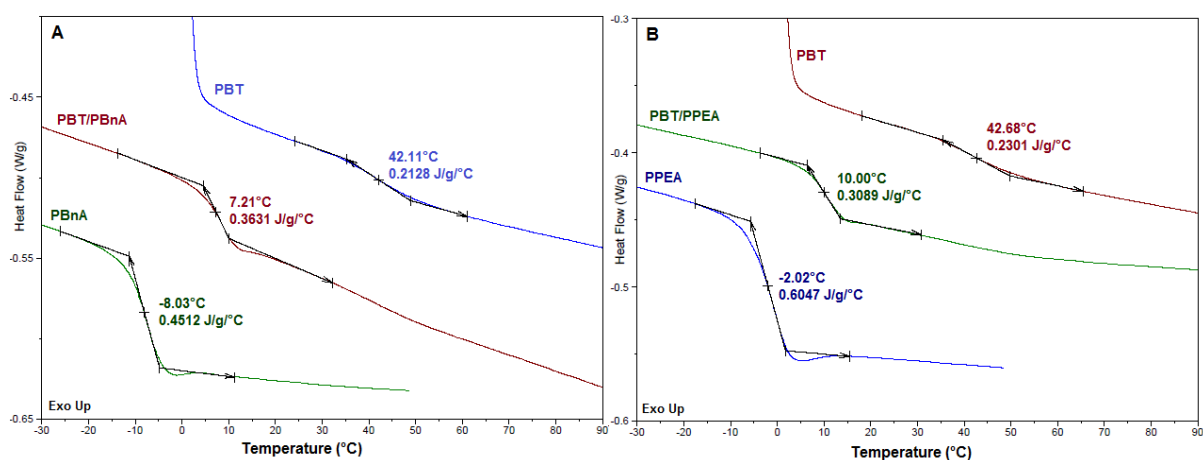 A
PBT
PBT/PBnA
42.11°C
0.2128 J/g/°C
7.21°C
0.3631 J/g/°C
PBnA
-8.03°C
0.4512 J/g/°C
Exo Up
-0.45
-0.55
-0.65
Heat Flow (W/g)
-30 -20 -10 0 10 20 30 40 50 60 70 80 90
Temperature (°C)
B
PBT
PBT/PPEA
42.68°C
0.2301 J/g/°C
10.00°C
0.3089 J/g/°C
PPEA
-2.02°C
0.6047 J/g/°C
Exo Up
-0.3
-0.4
-0.5
-0.6
Heat Flow (W/g)
-30 -20 -10 0 10 20 30 40 50 60 70 80 90
Temperature (°C)